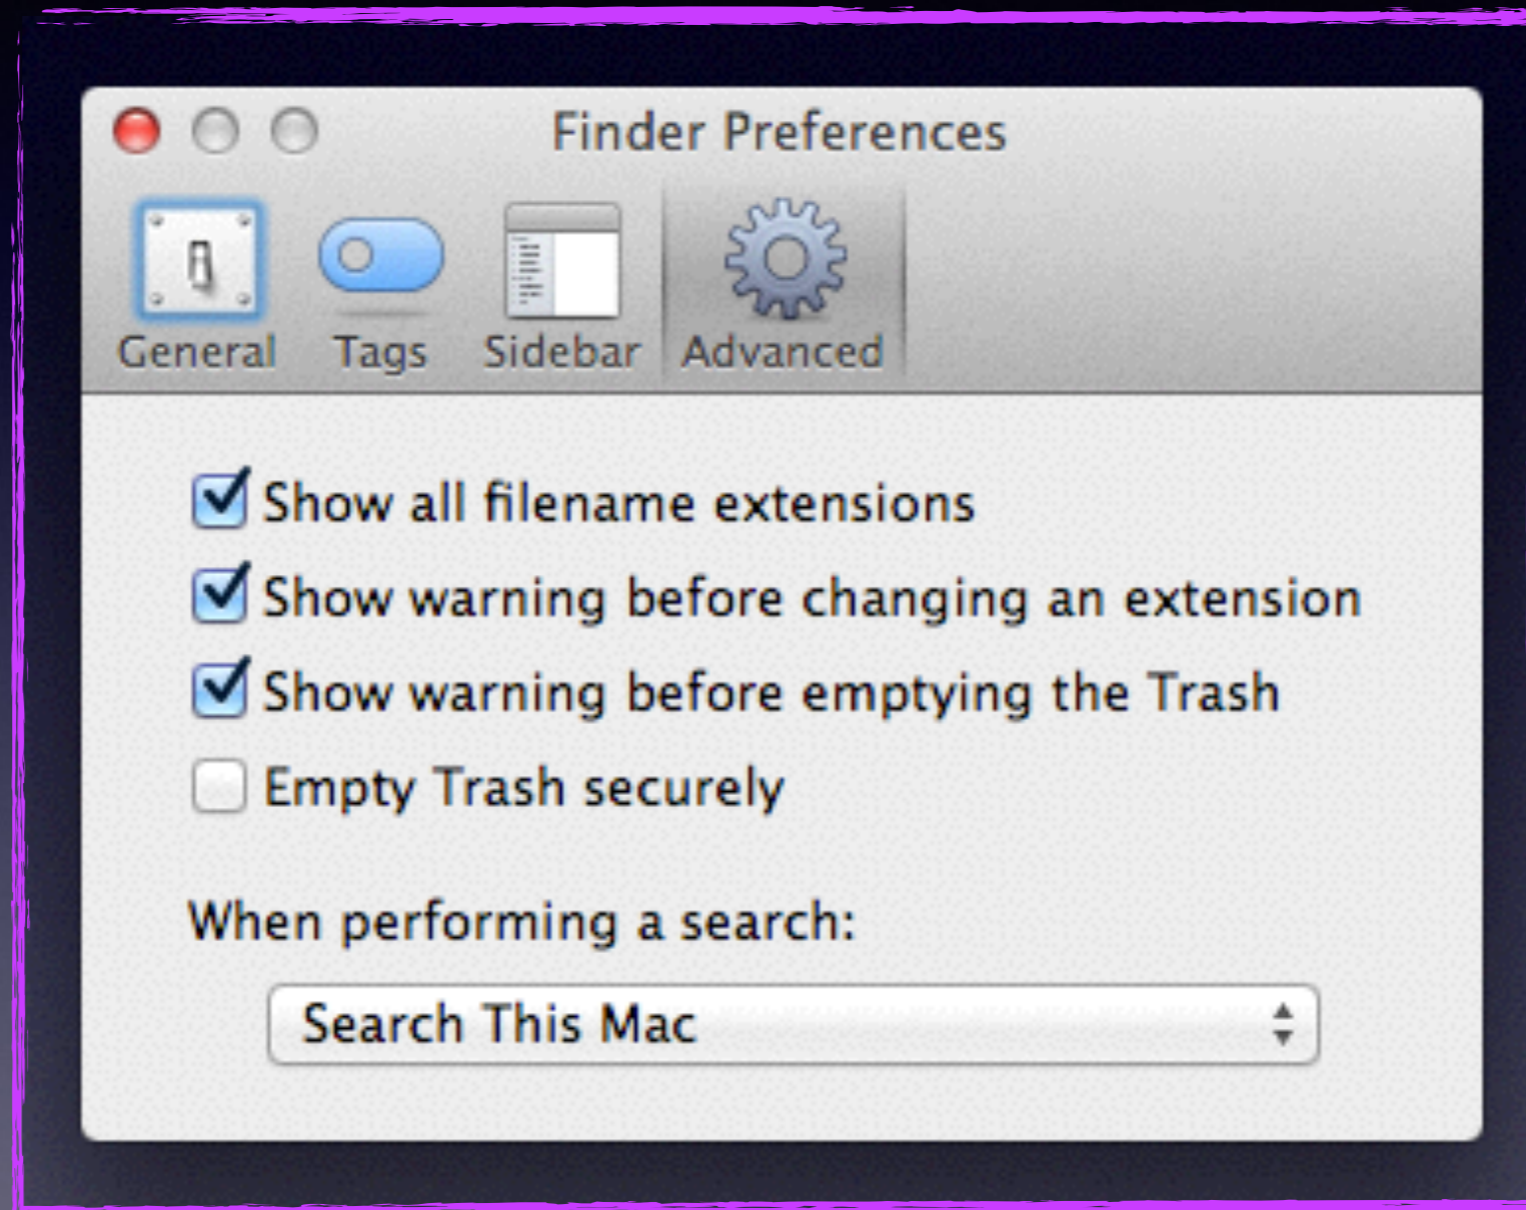 Finder Preferences
General Tags Sidebar Advanced
Show all filename extensions
Show warning before changing an extension
Show warning before emptying the Trash
Empty Trash securely
When performing a search:
Search This Mac